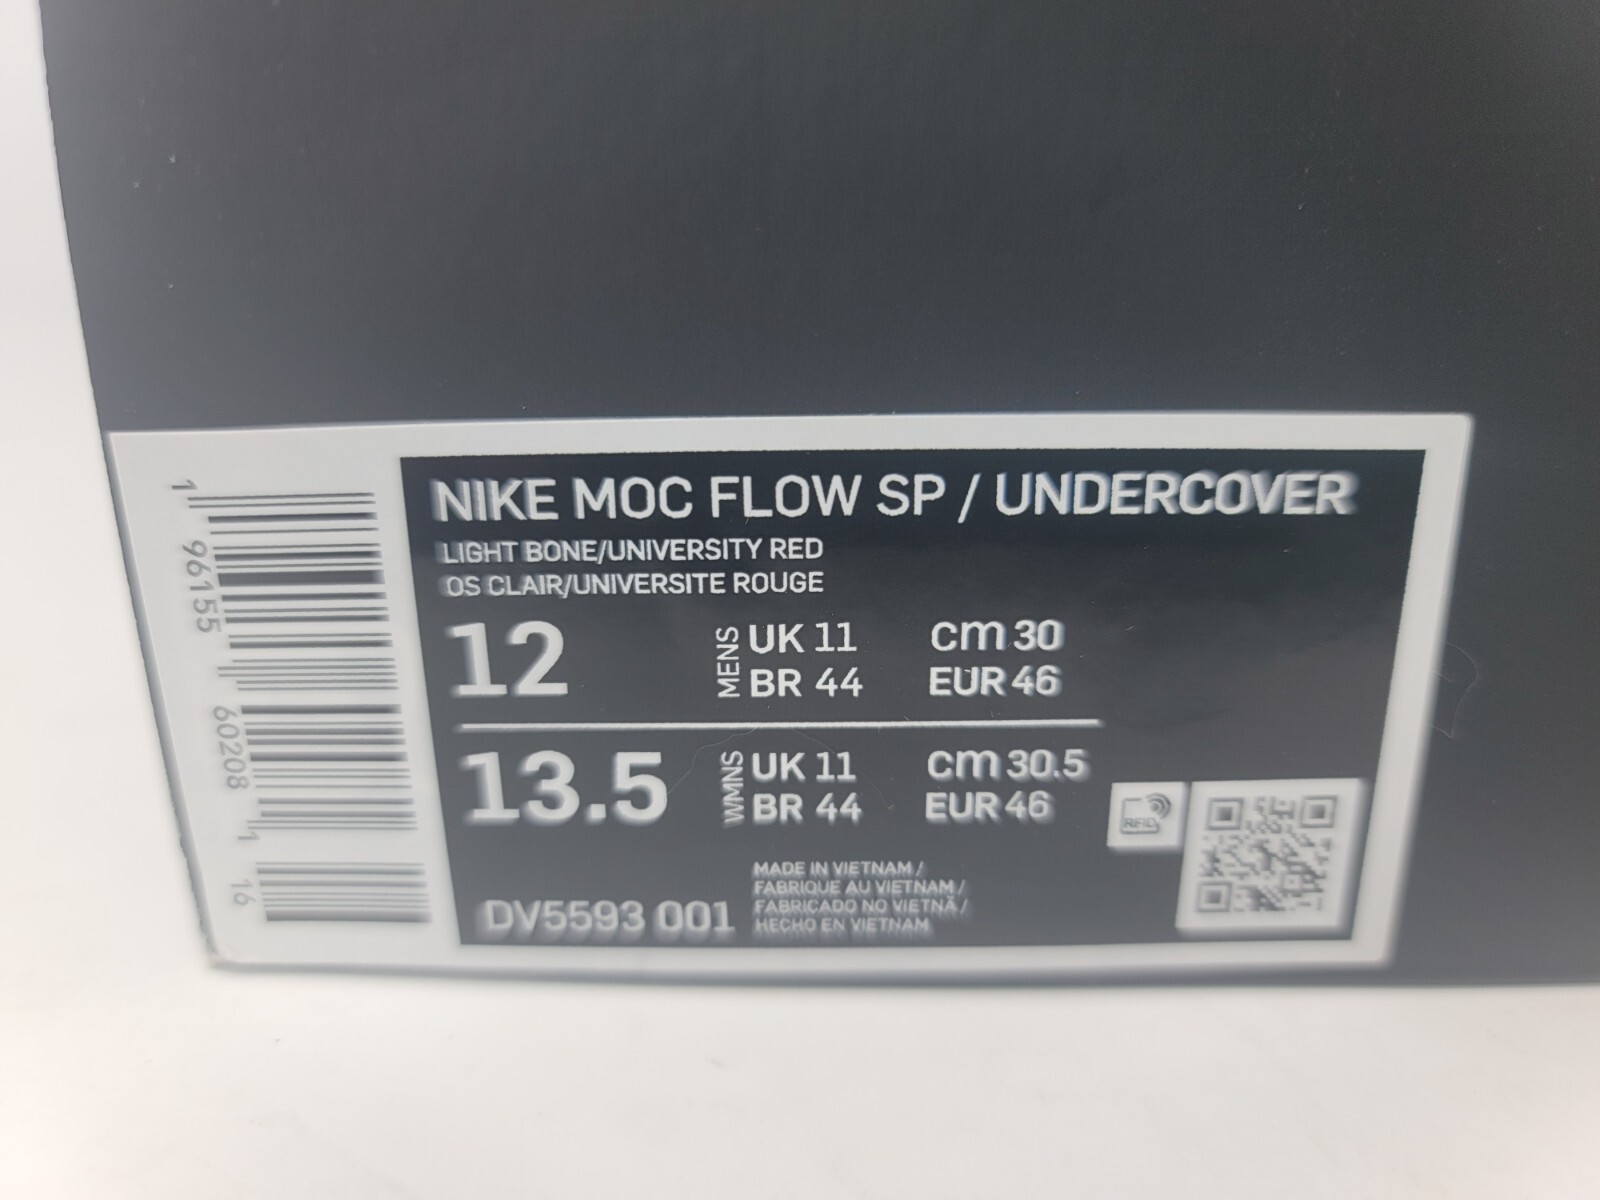 NIKE MOC FLOW SP / UNDERCOVER
LIGHT BONE/UNIVERSITY RED
OS CLAIR/UNIVERSITE ROUGE
12 MENS UK 11 cm 30
BR 44 EUR 46
13.5 WMNS UK 11 cm 30.5
BR 44 EUR 46
RFID
DV5593 001
MADE IN VIETNAM /
FABRIQUE AU VIETNAM /
FABRICADO NO VIETNÃ /
HECHO EN VIETNAM
1 96155 60208 1 16